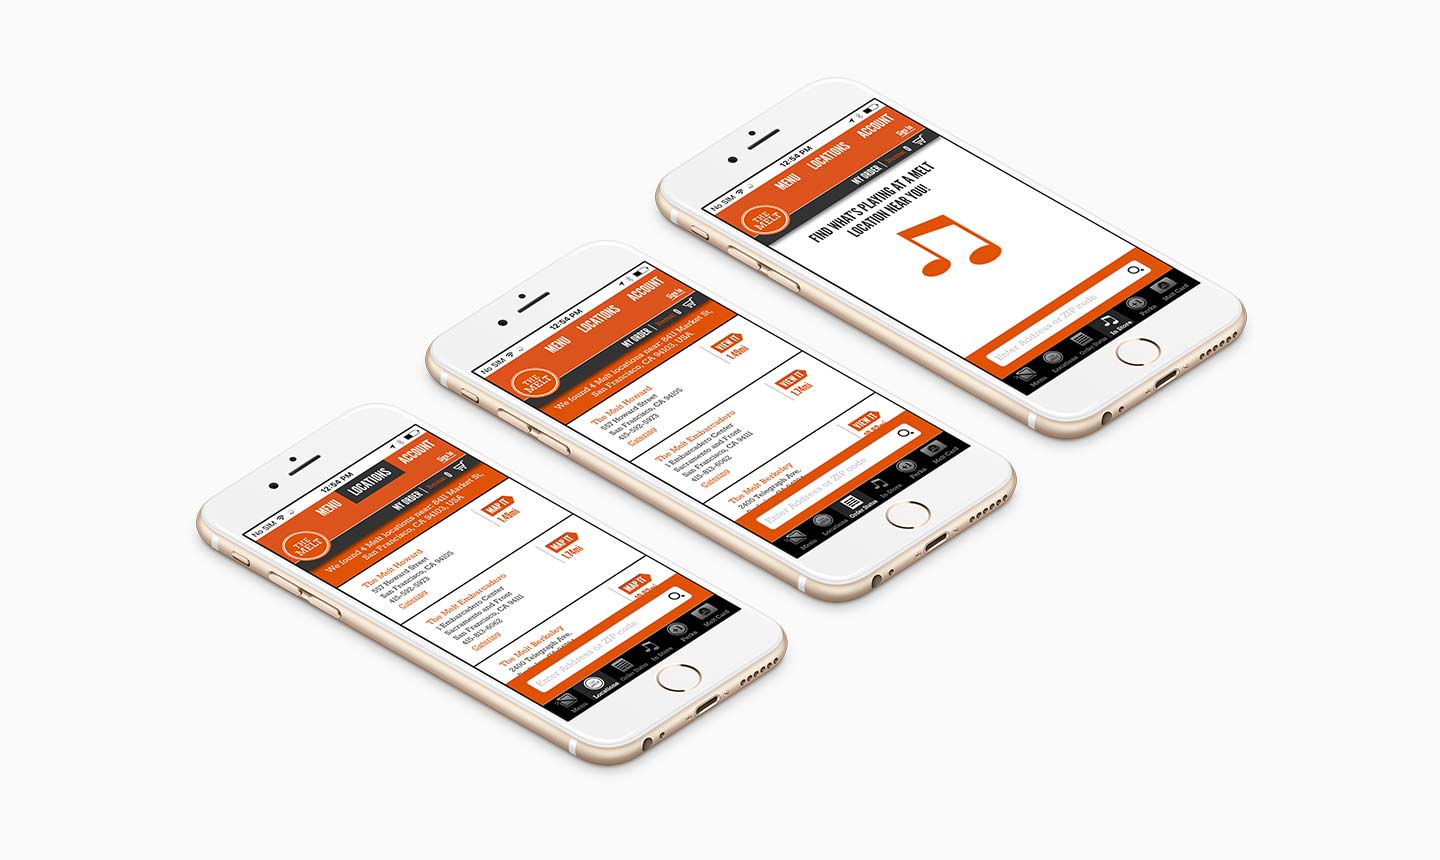 No SIM
12:54 PM
MENU
LOCATIONS
ACCOUNT
Sign In
MY ORDER | Items 0
THE
MELT
We found 4 Melt locations near: 8411 Market St,
San Francisco, CA 94103, USA
The Melt Howard
557 Howard Street
San Francisco, CA 94105
415-592-5923
Catering
MAP IT
1.49mi
The Melt Embarcadero
1 Embarcadero Center
Sacramento and Front
San Francisco, CA 94111
415-813-6062
Catering
MAP IT
1.74mi
The Melt Berkeley
2400 Telegraph Ave.
MAP IT
Enter Address or ZIP code
Menu
Locations
Order Status
In Store
Perks
Melt Card
No SIM
12:54 PM
MENU
LOCATIONS
ACCOUNT
Sign In
MY ORDER | Items 0
THE
MELT
We found 4 Melt locations near: 8411 Market St,
San Francisco, CA 94103, USA
The Melt Howard
557 Howard Street
San Francisco, CA 94105
415-592-5923
Catering
VIEW IT
1.49mi
The Melt Embarcadero
1 Embarcadero Center
Sacramento and Front
San Francisco, CA 94111
415-813-6062
Catering
VIEW IT
1.74mi
The Melt Berkeley
2400 Telegraph Ave.
VIEW IT
Enter Address or ZIP code
Menu
Locations
Order Status
In Store
Perks
Melt Card
No SIM
12:54 PM
MENU
LOCATIONS
ACCOUNT
Sign In
MY ORDER | Items 0
THE
MELT
FIND WHAT'S PLAYING AT A MELT
LOCATION NEAR YOU!
Enter Address or ZIP code
Menu
Locations
Order Status
In Store
Perks
Melt Card